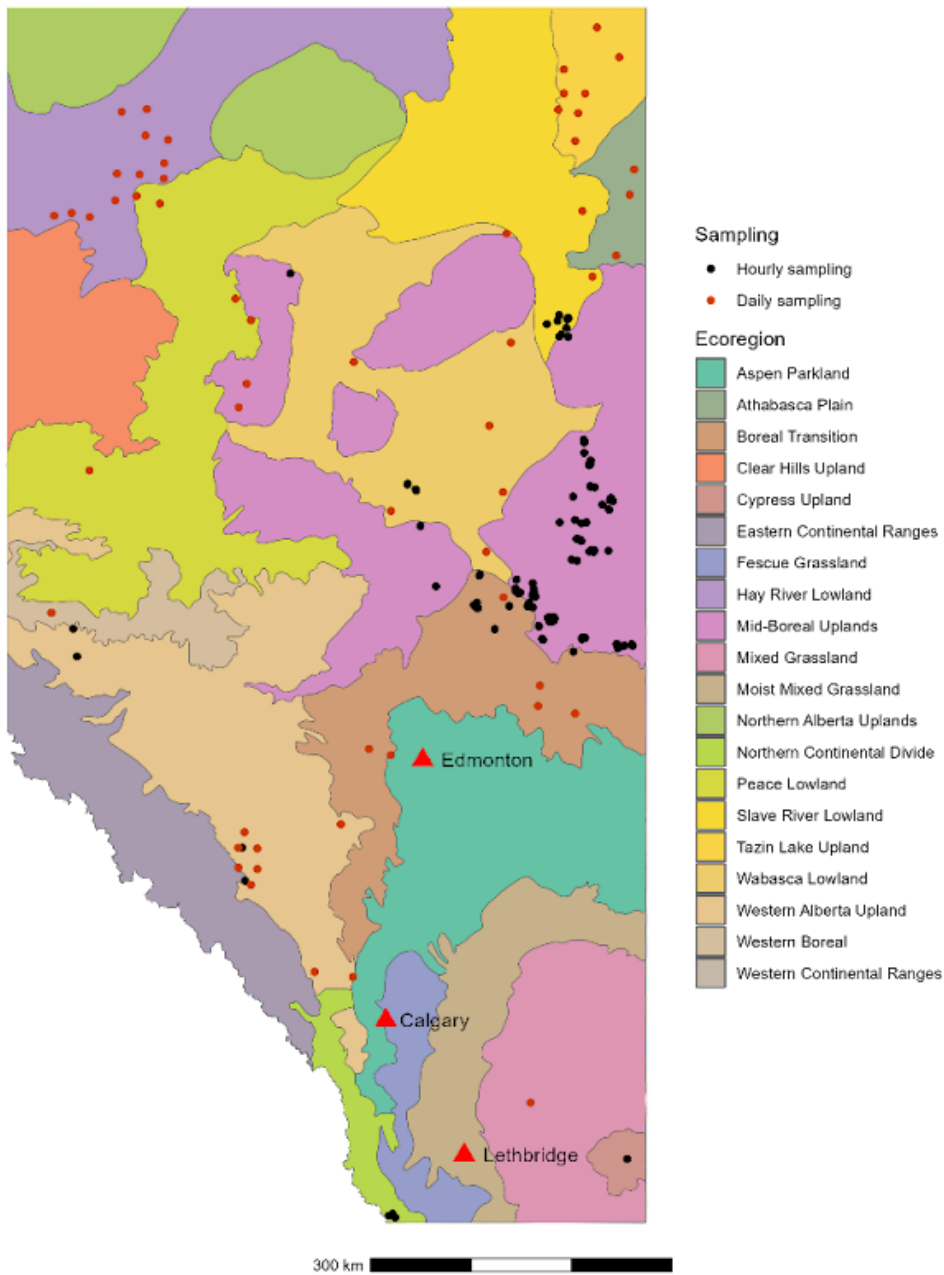 Sampling
Hourly sampling
Daily sampling
Ecoregion
Aspen Parkland
Athabasca Plain
Boreal Transition
Clear Hills Upland
Cypress Upland
Eastern Continental Ranges
Fescue Grassland
Hay River Lowland
Mid-Boreal Uplands
Mixed Grassland
Moist Mixed Grassland
Northern Alberta Uplands
Northern Continental Divide
Peace Lowland
Slave River Lowland
Tazin Lake Upland
Wabasca Lowland
Western Alberta Upland
Western Boreal
Western Continental Ranges
Edmonton
Calgary
Lethbridge
300 km